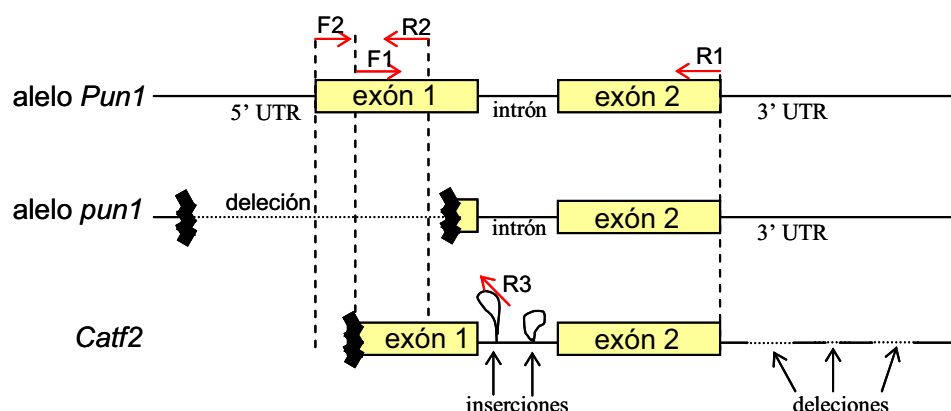 F2 R2
F1 R1
alelo Pun1 exón 1 exón 2
5’ UTR intrón 3’ UTR
alelo pun1 deleción exón 2
intrón 3’ UTR
R3
Catf2 exón 1 exón 2
inserciones deleciones